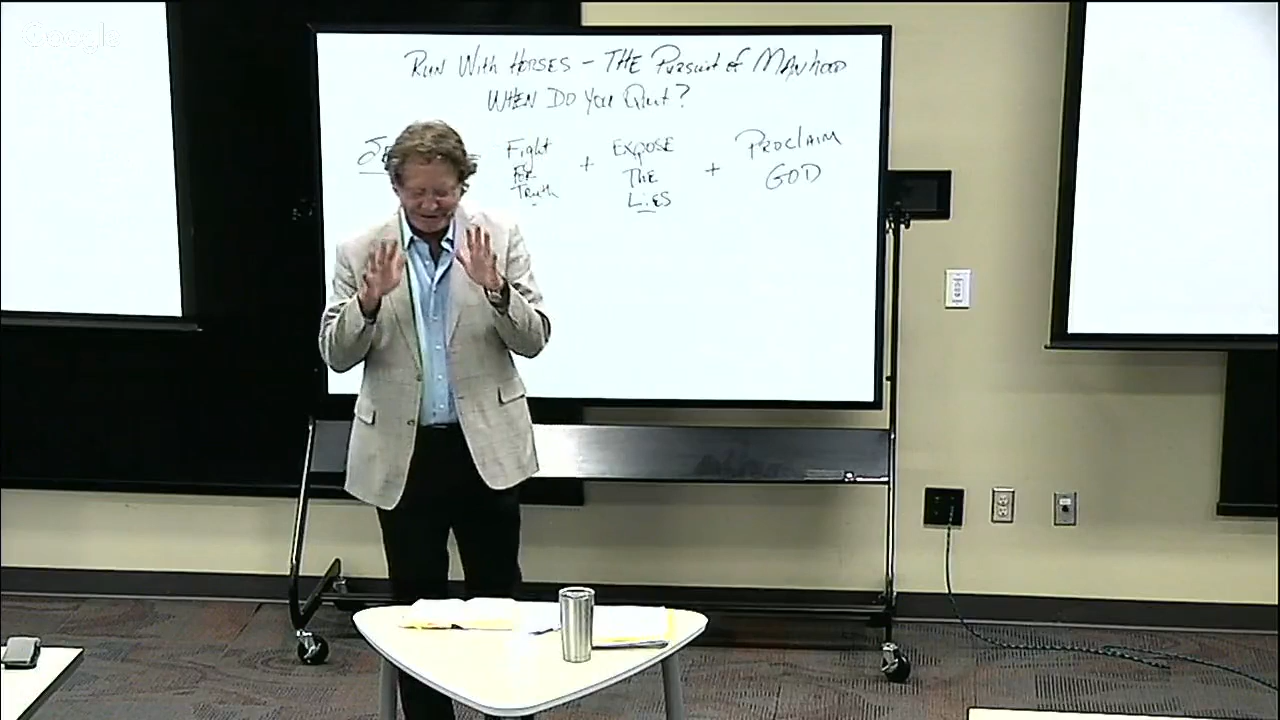 Google
RUN WITH HORSES - THE PURSUIT of MANHOOD
WHEN DO YOU QUIT?
Fight + EXPOSE + PROCLAIM
FOR THE GOD
Truth LIES